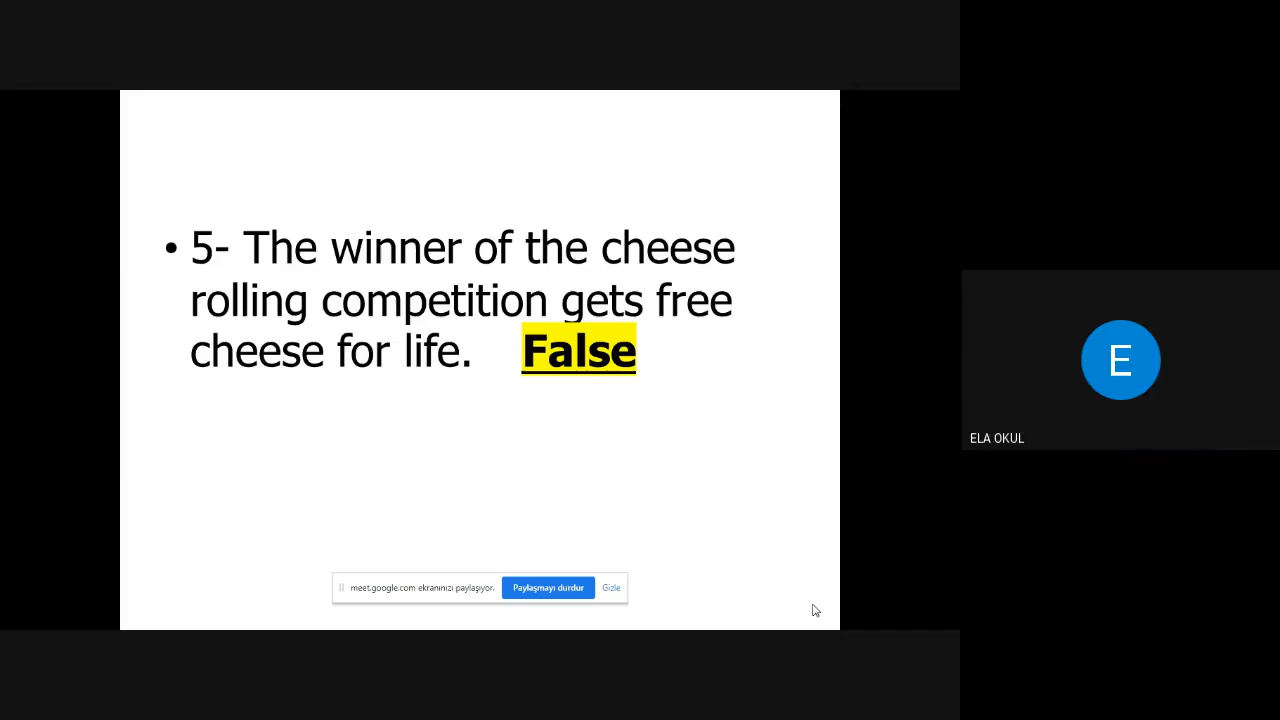 • 5- The winner of the cheese
rolling competition gets free
cheese for life. False
meet.google.com ekranınızı paylaşıyor. Paylaşmayı durdur Gizle
E
ELA OKUL